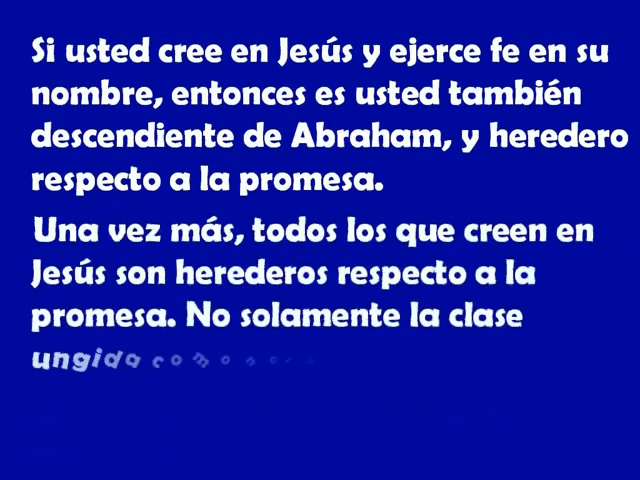 Si usted cree en Jesús y ejerce fe en su
nombre, entonces es usted también
descendiente de Abraham, y heredero
respecto a la promesa.
Una vez más, todos los que creen en
Jesús son herederos respecto a la
promesa. No solamente la clase
ungida como